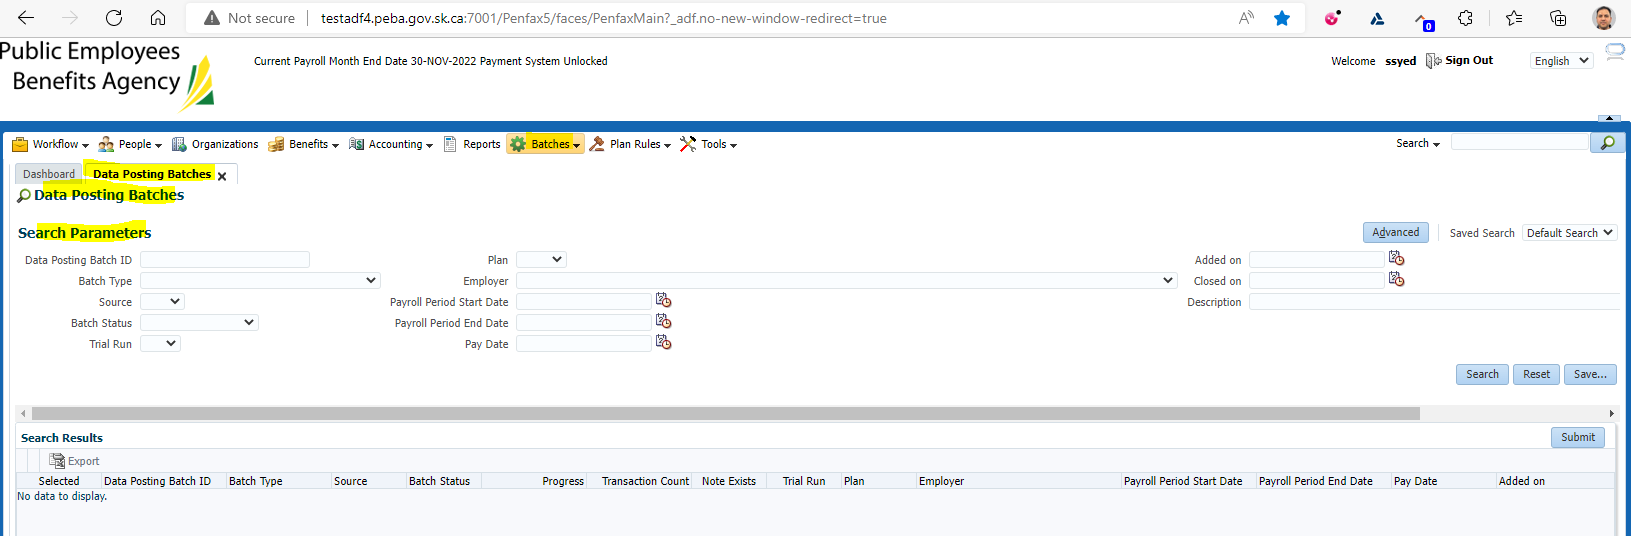 Not secure testadf4.peba.gov.sk.ca:7001/Penfax5/faces/PenfaxMain?_adf.no-new-window-redirect=true
0
Public Employees
Benefits Agency
Current Payroll Month End Date 30-NOV-2022 Payment System Unlocked
Welcome ssyed Sign Out English
Workflow People Organizations Benefits Accounting Reports Batches Plan Rules Tools Search
Dashboard Data Posting Batches
Data Posting Batches
Search Parameters
Advanced Saved Search Default Search
Data Posting Batch ID Plan Added on
Batch Type Employer Closed on
Source Payroll Period Start Date Description
Batch Status Payroll Period End Date
Trial Run Pay Date
Search Reset Save...
Search Results Submit
Export
Selected Data Posting Batch ID Batch Type Source Batch Status Progress Transaction Count Note Exists Trial Run Plan Employer Payroll Period Start Date Payroll Period End Date Pay Date Added on
No data to display.